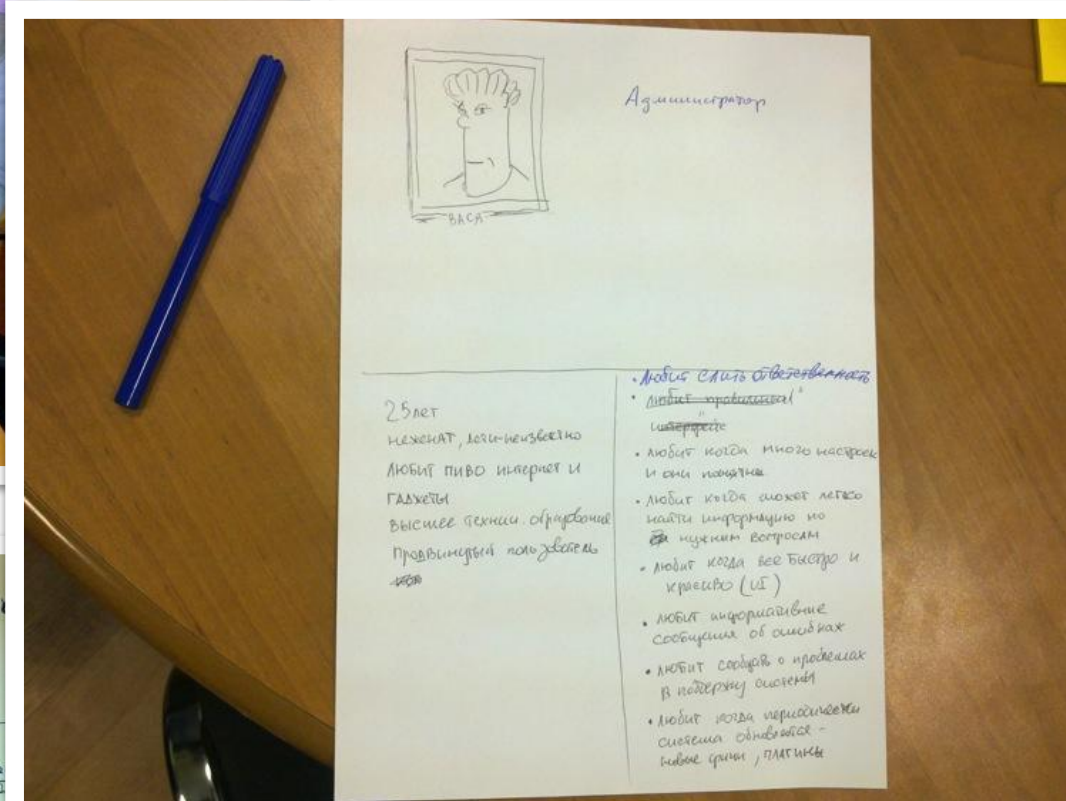 Администратор
ВАСЯ
25 лет
неженат, дети-неизвестно
любит пиво интернет и
гаджеты
высшее технич. образование
продвинутый пользователь
• Любит слить ответственность
• любит правильный "
" интерфейс
• любит когда много настроек
и они понятны
• любит когда может легко
найти информацию по
нужным вопросам
• любит когда все быстро и
красиво (UI)
• любит информативные
сообщения об ошибках
• любит сообщать о проблемах
в поддержку системы
• любит когда периодически
система обновляется -
новые фичи, плагины